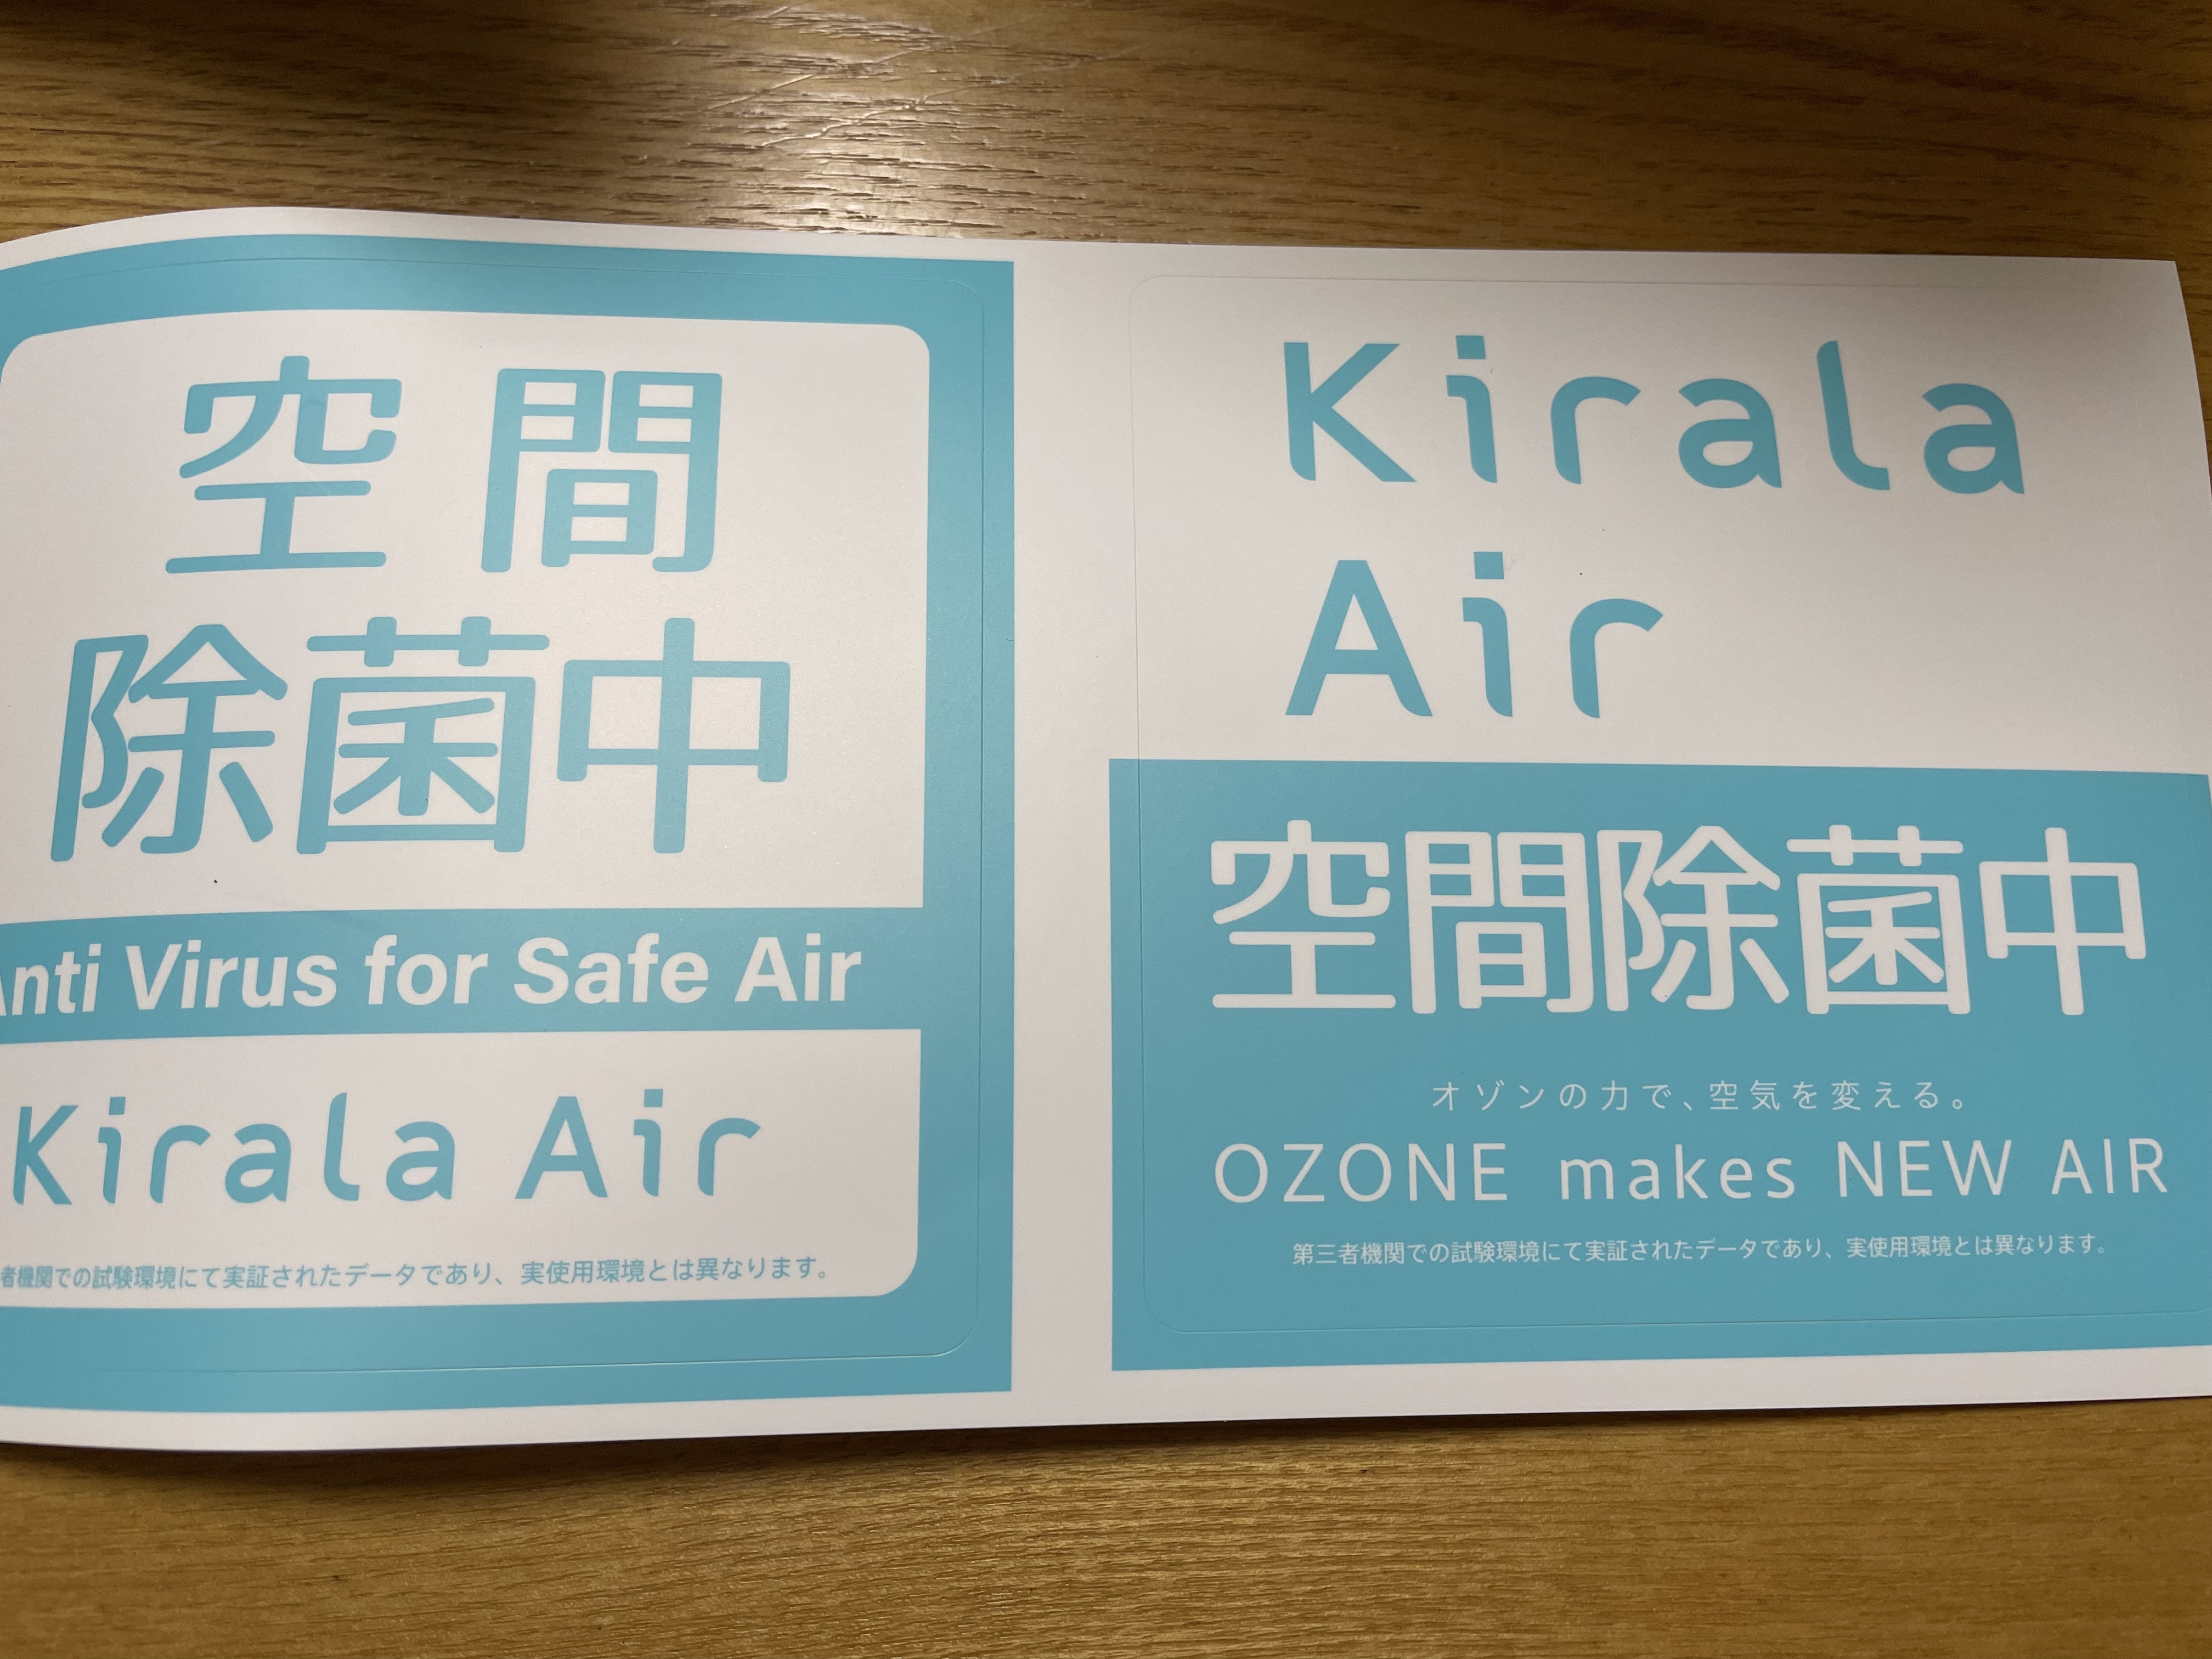 空間
除菌中
Anti Virus for Safe Air
Kirala Air
者機関での試験環境にて実証されたデータであり、実使用環境とは異なります。
Kirala
Air
空間除菌中
オゾンの力で、空気を変える。
OZONE makes NEW AIR
第三者機関での試験環境にて実証されたデータであり、実使用環境とは異なります。